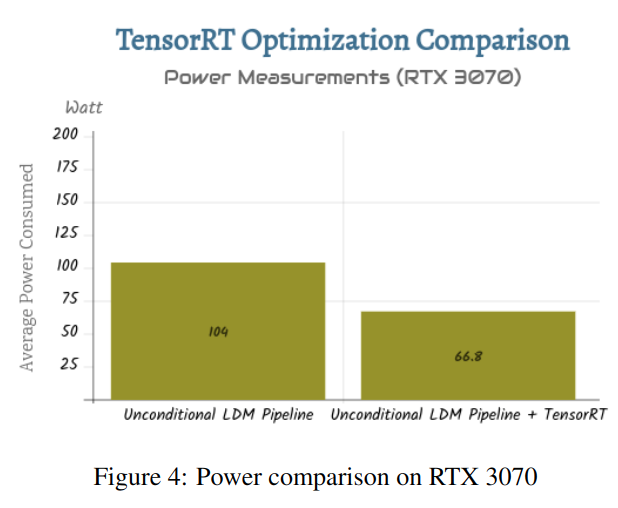 TensorRT Optimization Comparison
Power Measurements (RTX 3070)
Watt
Average Power Consumed
200
175
150
125
100
75
50
25
104
66.8
Unconditional LDM Pipeline
Unconditional LDM Pipeline + TensorRT
Figure 4: Power comparison on RTX 3070